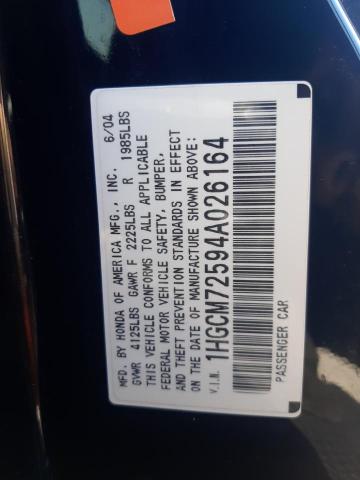 MFD. BY HONDA OF AMERICA MFG., INC. 6/04
GVWR 4125LBS GAWR F 2225LBS R 1985LBS
THIS VEHICLE CONFORMS TO ALL APPLICABLE
FEDERAL MOTOR VEHICLE SAFETY, BUMPER,
AND THEFT PREVENTION STANDARDS IN EFFECT
ON THE DATE OF MANUFACTURE SHOWN ABOVE:
V.I.N. 1HGCM72594A026164
PASSENGER CAR